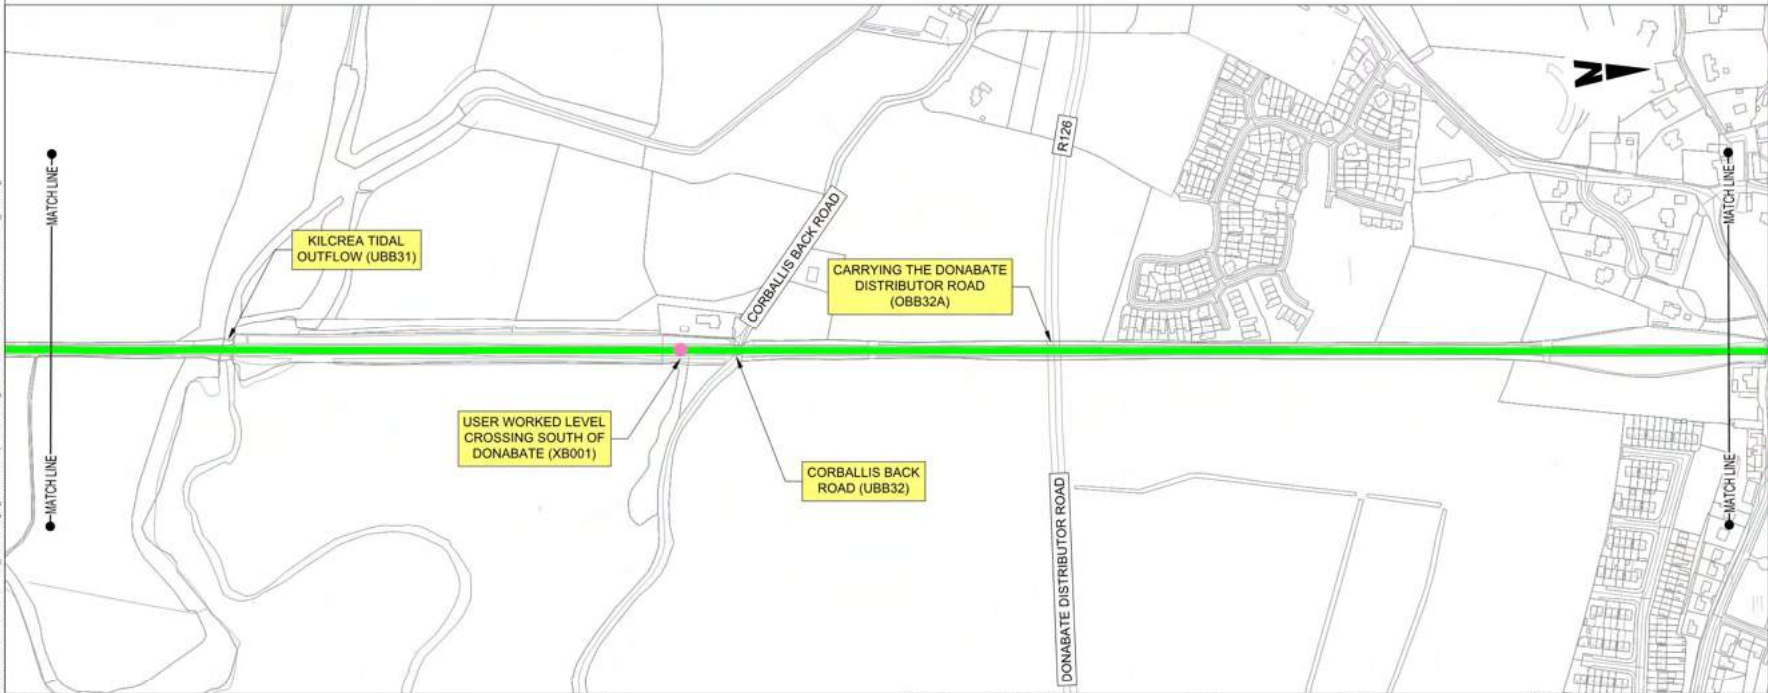 N
R126
MATCH LINE
MATCH LINE
KILCREA TIDAL
OUTFLOW (UBB31)
CORBALLIS BACK ROAD
CARRYING THE DONABATE
DISTRIBUTOR ROAD
(OBB32A)
USER WORKED LEVEL
CROSSING SOUTH OF
DONABATE (XB001)
CORBALLIS BACK
ROAD (UBB32)
MATCH LINE
MATCH LINE
DONABATE DISTRIBUTOR ROAD